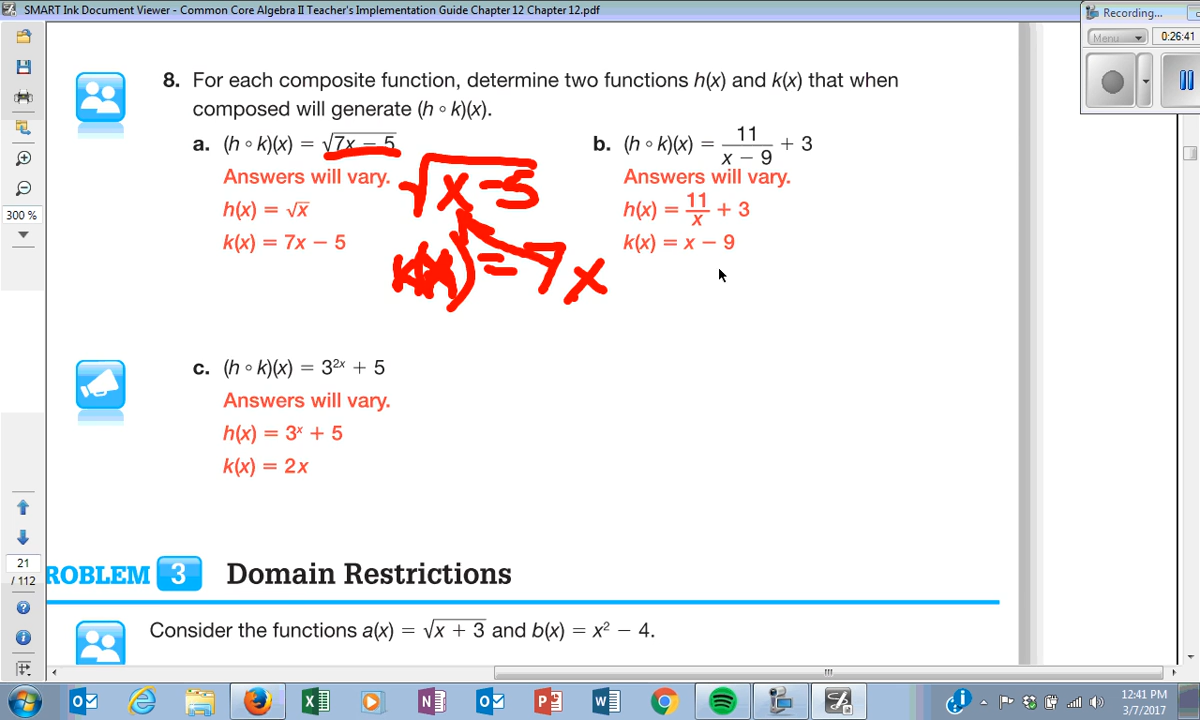 SMART Ink Document Viewer - Common Core Algebra II Teacher's Implementation Guide Chapter 12 Chapter 12.pdf
Recording...
Menu
0:26:41
8. For each composite function, determine two functions h(x) and k(x) that when
composed will generate (h ∘ k)(x).
a. (h ∘ k)(x) = √(7x − 5)
Answers will vary.
h(x) = √x
k(x) = 7x − 5
√(x − 5)
k(x) = 7x
b. (h ∘ k)(x) = 11/(x − 9) + 3
Answers will vary.
h(x) = 11/x + 3
k(x) = x − 9
300 %
c. (h ∘ k)(x) = 3²ˣ + 5
Answers will vary.
h(x) = 3ˣ + 5
k(x) = 2x
21
/ 112
ROBLEM 3 Domain Restrictions
Consider the functions a(x) = √(x + 3) and b(x) = x² − 4.
12:41 PM
3/7/2017